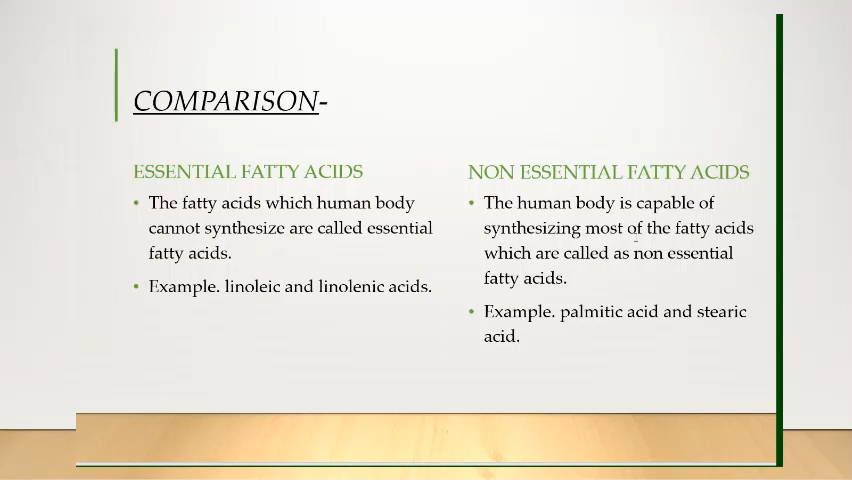 COMPARISON-
ESSENTIAL FATTY ACIDS
• The fatty acids which human body
cannot synthesize are called essential
fatty acids.
• Example. linoleic and linolenic acids.
NON ESSENTIAL FATTY ACIDS
• The human body is capable of
synthesizing most of the fatty acids
which are called as non essential
fatty acids.
• Example. palmitic acid and stearic
acid.